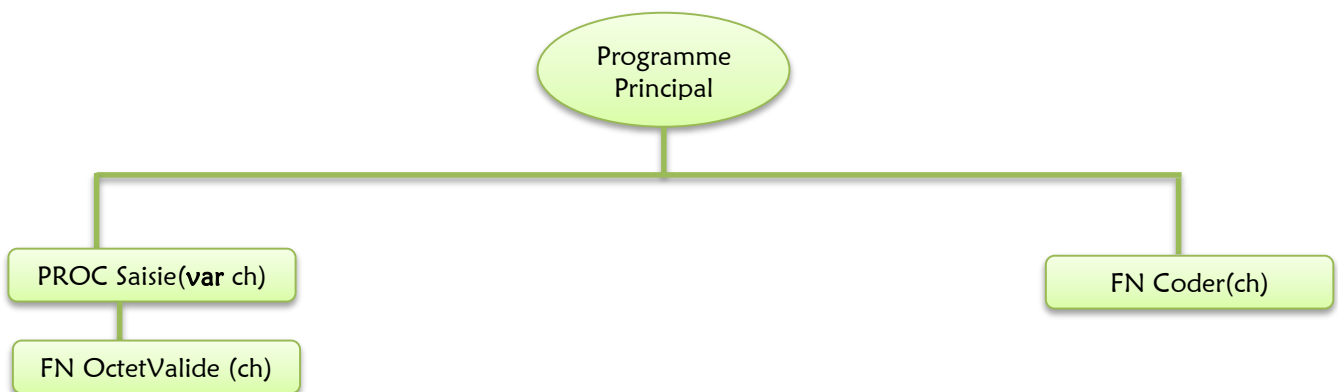 Programme
Principal
PROC Saisie(var ch)
FN Coder(ch)
FN OctetValide (ch)